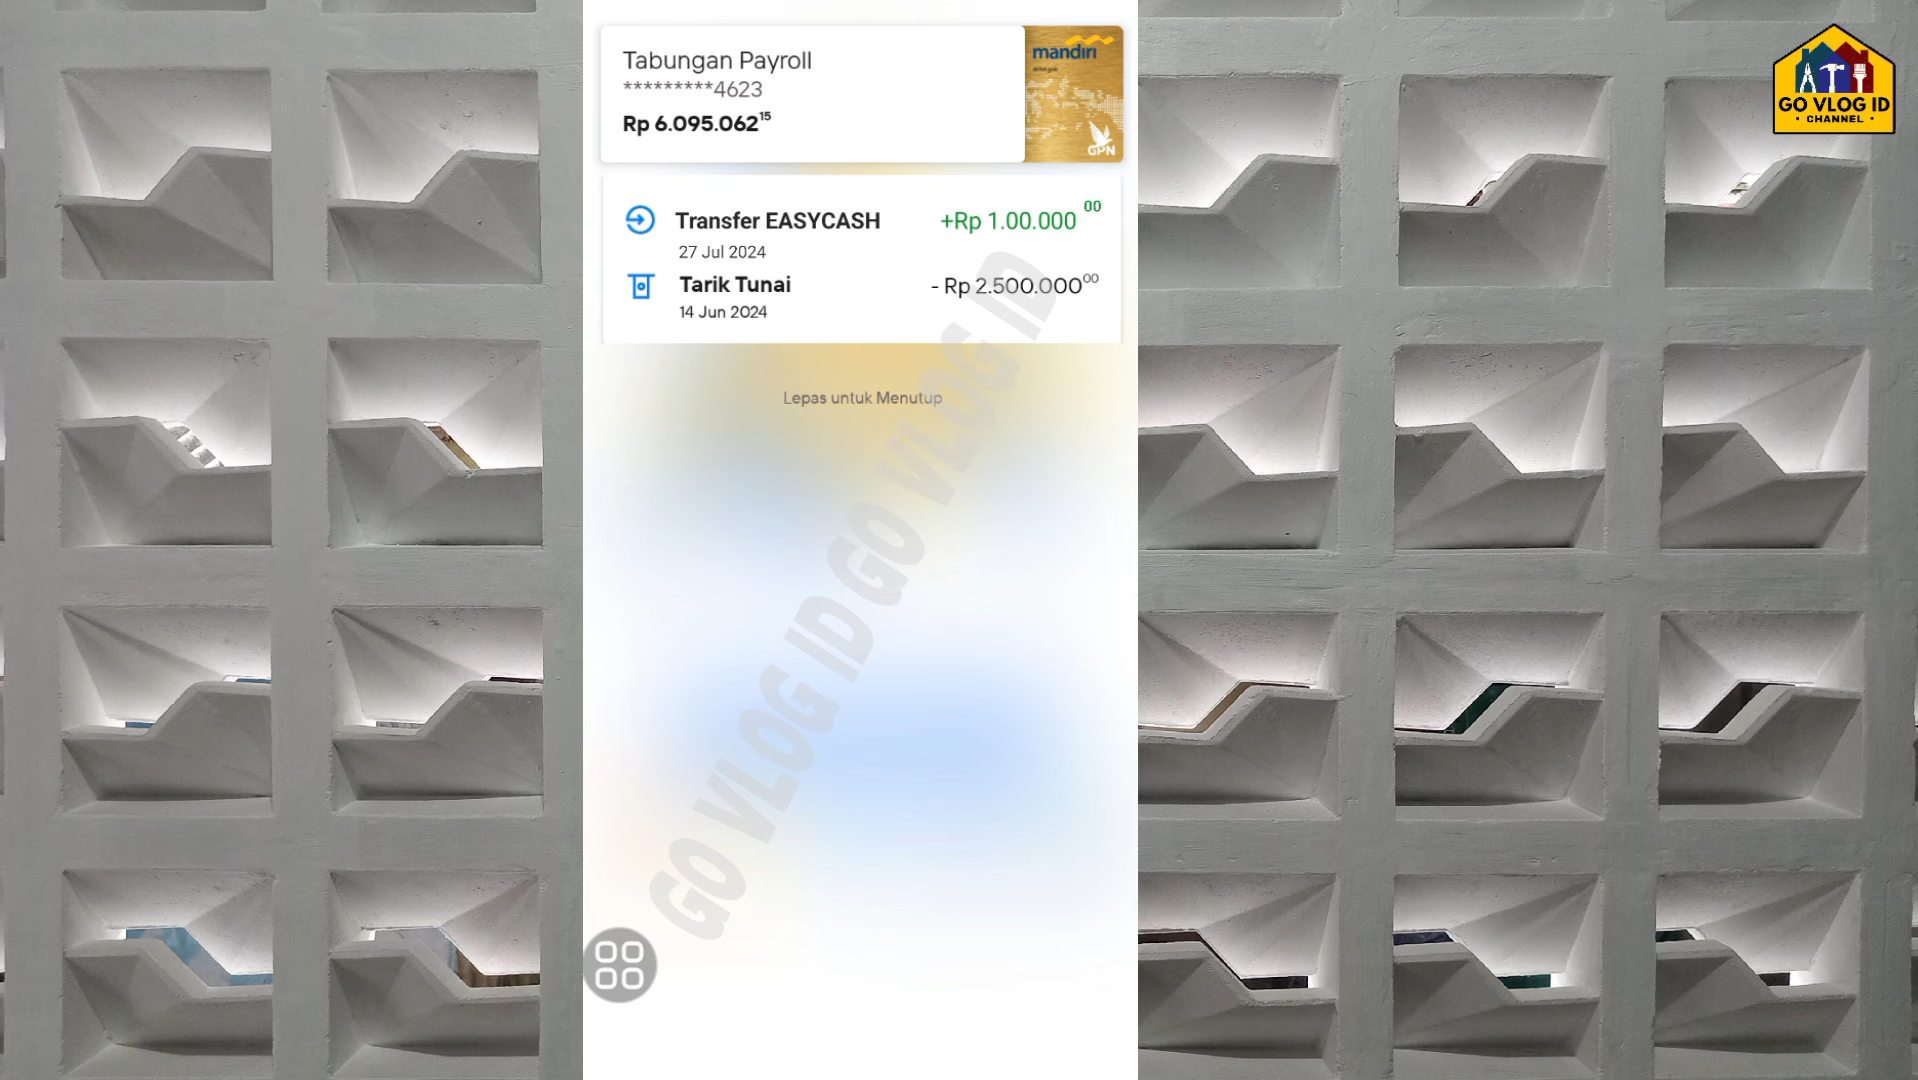 Tabungan Payroll
*********4623
Rp 6.095.062¹⁵
mandiri
GPN
Transfer EASYCASH +Rp 1.00.000 ⁰⁰
27 Jul 2024
Tarik Tunai - Rp 2.500.000⁰⁰
14 Jun 2024
Lepas untuk Menutup
GO VLOG ID GO VLOG ID
GO VLOG ID
• CHANNEL •